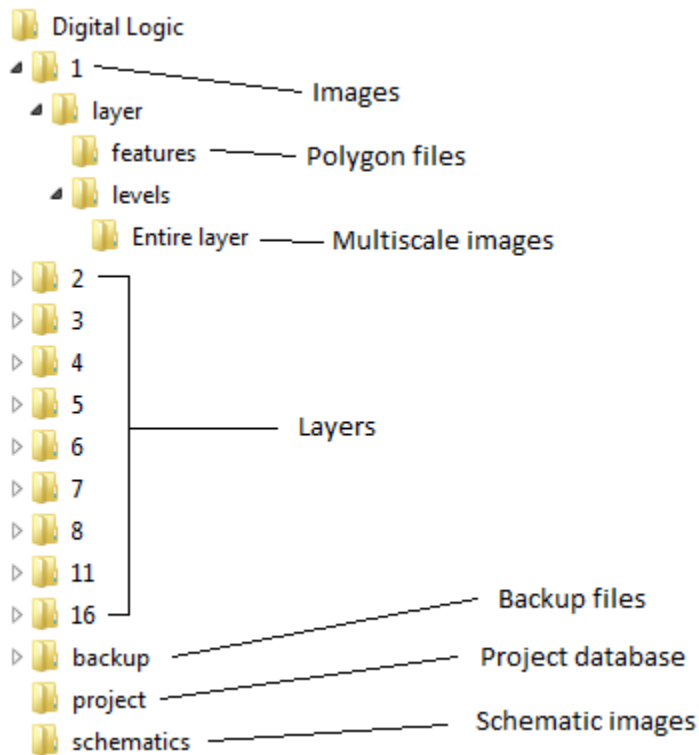 Digital Logic
1
Images
layer
features
Polygon files
levels
Entire layer
Multiscale images
2
3
4
5
Layers
6
7
8
11
16
Backup files
backup
Project database
project
Schematic images
schematics